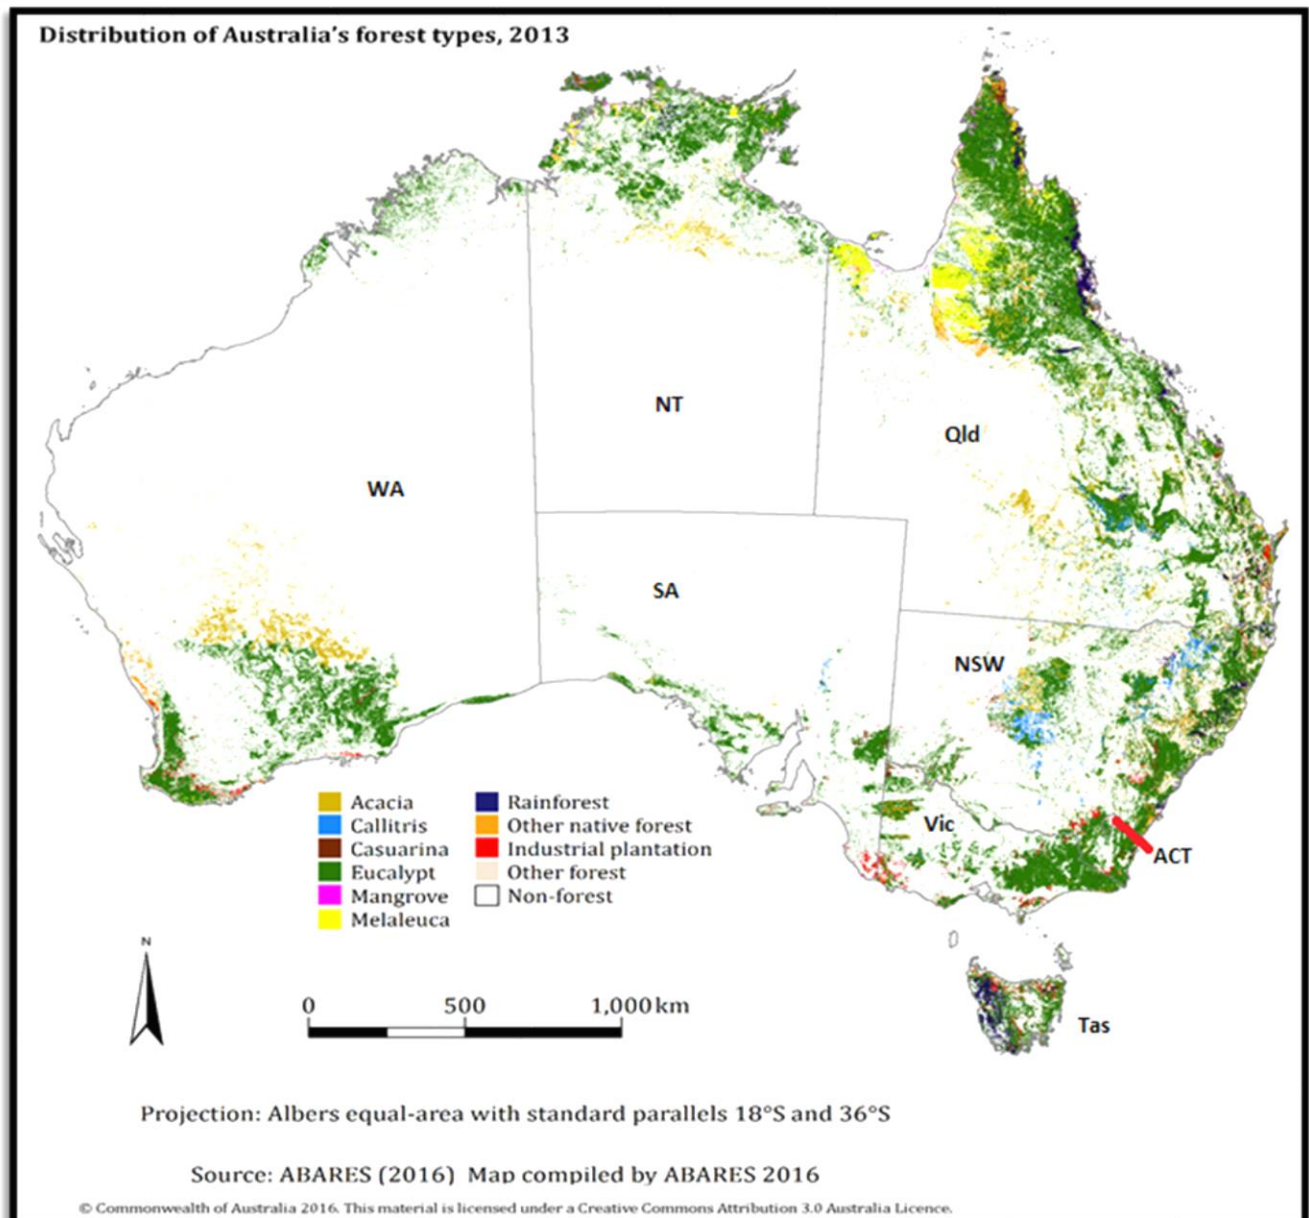 Distribution of Australia's forest types, 2013
NT
Qld
WA
SA
NSW
Vic
ACT
Tas
Acacia
Callitris
Casuarina
Eucalypt
Mangrove
Melaleuca
Rainforest
Other native forest
Industrial plantation
Other forest
Non-forest
N
0 500 1,000 km
Projection: Albers equal-area with standard parallels 18°S and 36°S
Source: ABARES (2016) Map compiled by ABARES 2016
© Commonwealth of Australia 2016. This material is licensed under a Creative Commons Attribution 3.0 Australia Licence.